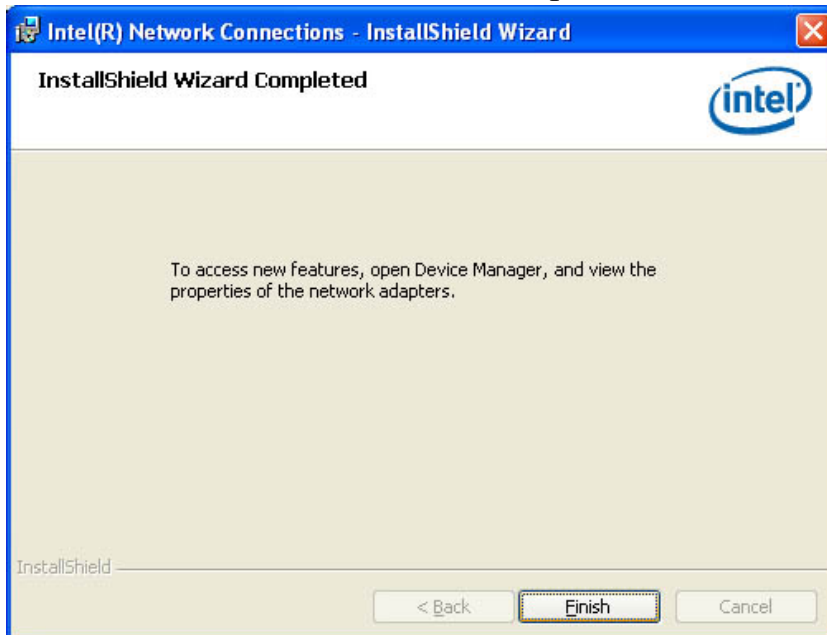 Intel(R) Network Connections - InstallShield Wizard
InstallShield Wizard Completed
intel
To access new features, open Device Manager, and view the
properties of the network adapters.
InstallShield
< Back
Finish
Cancel